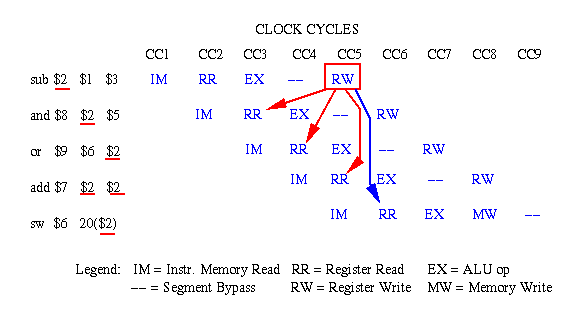 CLOCK CYCLES
CC1 CC2 CC3 CC4 CC5 CC6 CC7 CC8 CC9
sub $2 $1 $3 IM RR EX –– RW
and $8 $2 $5 IM RR EX –– RW
or $9 $6 $2 IM RR EX –– RW
add $7 $2 $2 IM RR EX –– RW
sw $6 20($2) IM RR EX MW ––
Legend: IM = Instr. Memory Read RR = Register Read EX = ALU op
–– = Segment Bypass RW = Register Write MW = Memory Write